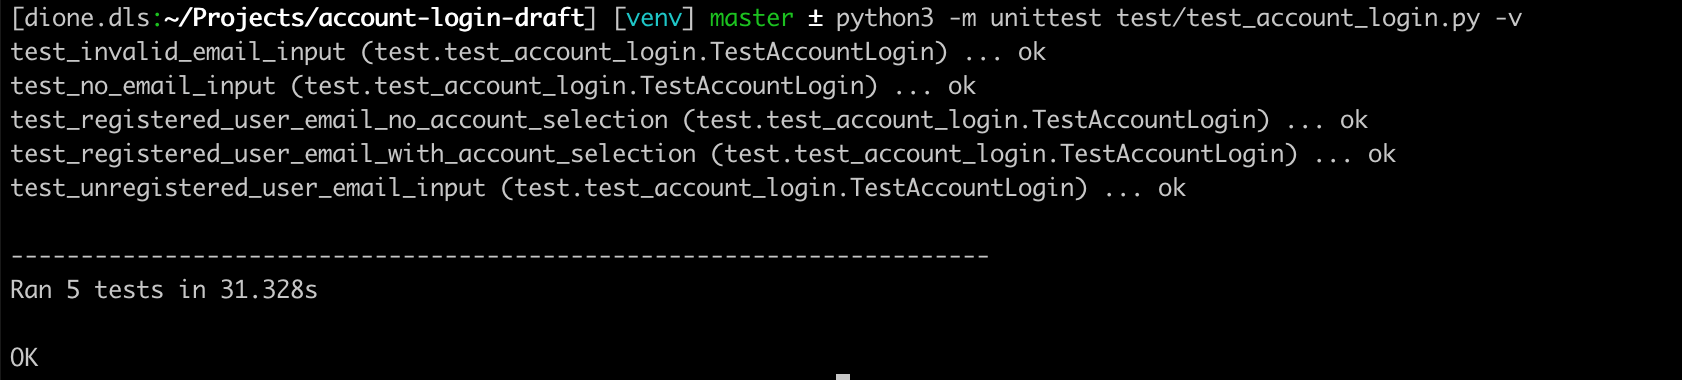 [dione.dls:~/Projects/account-login-draft] [venv] master ± python3 -m unittest test/test_account_login.py -v
test_invalid_email_input (test.test_account_login.TestAccountLogin) ... ok
test_no_email_input (test.test_account_login.TestAccountLogin) ... ok
test_registered_user_email_no_account_selection (test.test_account_login.TestAccountLogin) ... ok
test_registered_user_email_with_account_selection (test.test_account_login.TestAccountLogin) ... ok
test_unregistered_user_email_input (test.test_account_login.TestAccountLogin) ... ok
----------------------------------------------------------------------
Ran 5 tests in 31.328s
OK